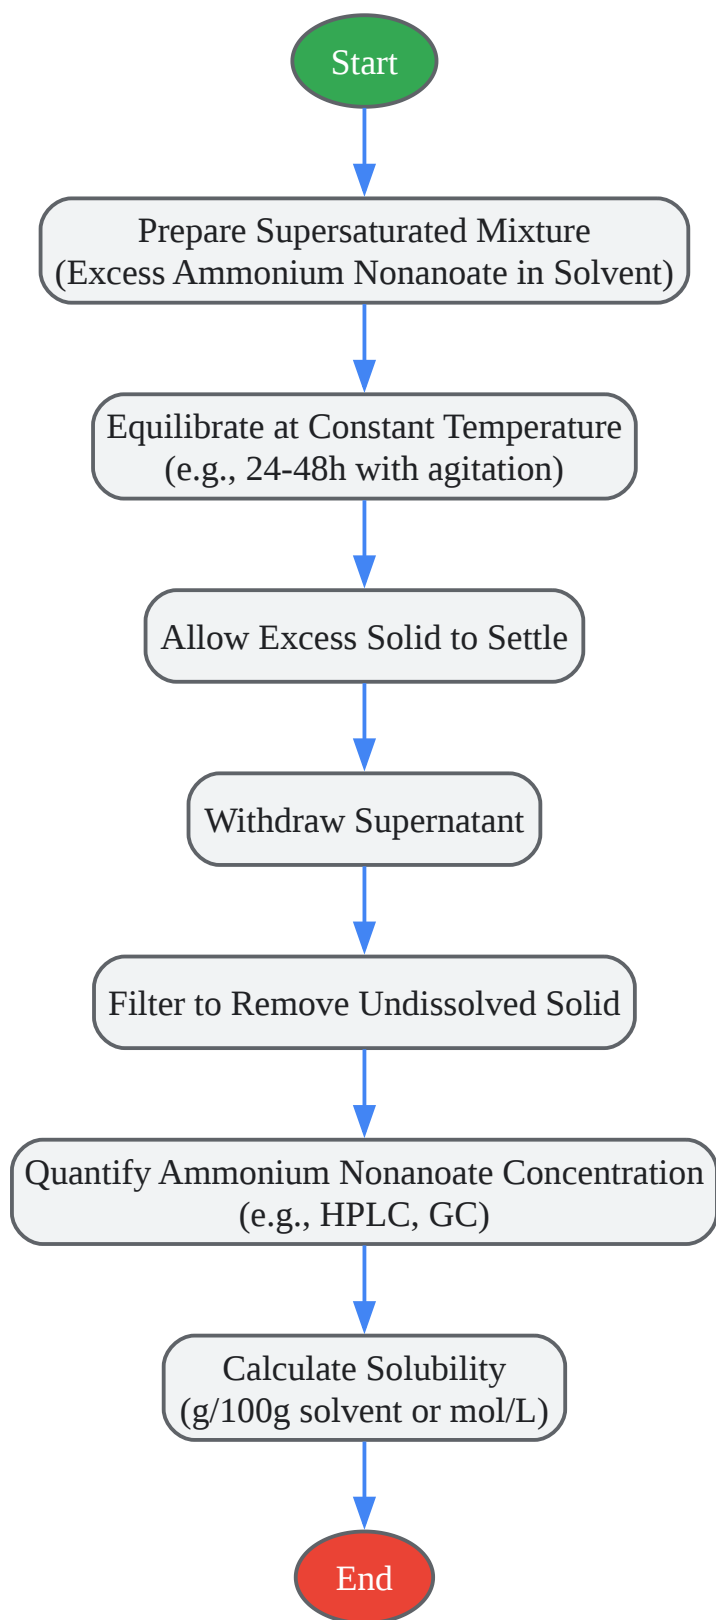 Start
Prepare Supersaturated Mixture
(Excess Ammonium Nonanoate in Solvent)
Equilibrate at Constant Temperature
(e.g., 24-48h with agitation)
Allow Excess Solid to Settle
Withdraw Supernatant
Filter to Remove Undissolved Solid
Quantify Ammonium Nonanoate Concentration
(e.g., HPLC, GC)
Calculate Solubility
(g/100g solvent or mol/L)
End